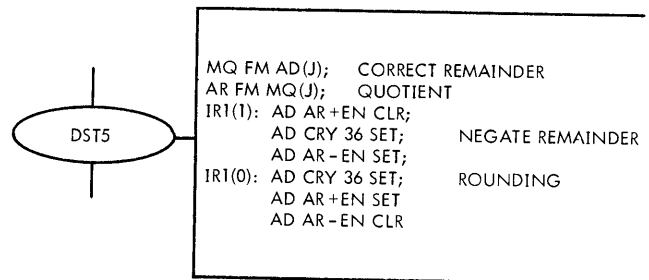 MQ FM AD(J); CORRECT REMAINDER
AR FM MQ(J); QUOTIENT
IR1(1): AD AR+EN CLR;
AD CRY 36 SET; NEGATE REMAINDER
AD AR-EN SET;
IR1(0): AD CRY 36 SET; ROUNDING
AD AR+EN SET
AD AR-EN CLR
DST5